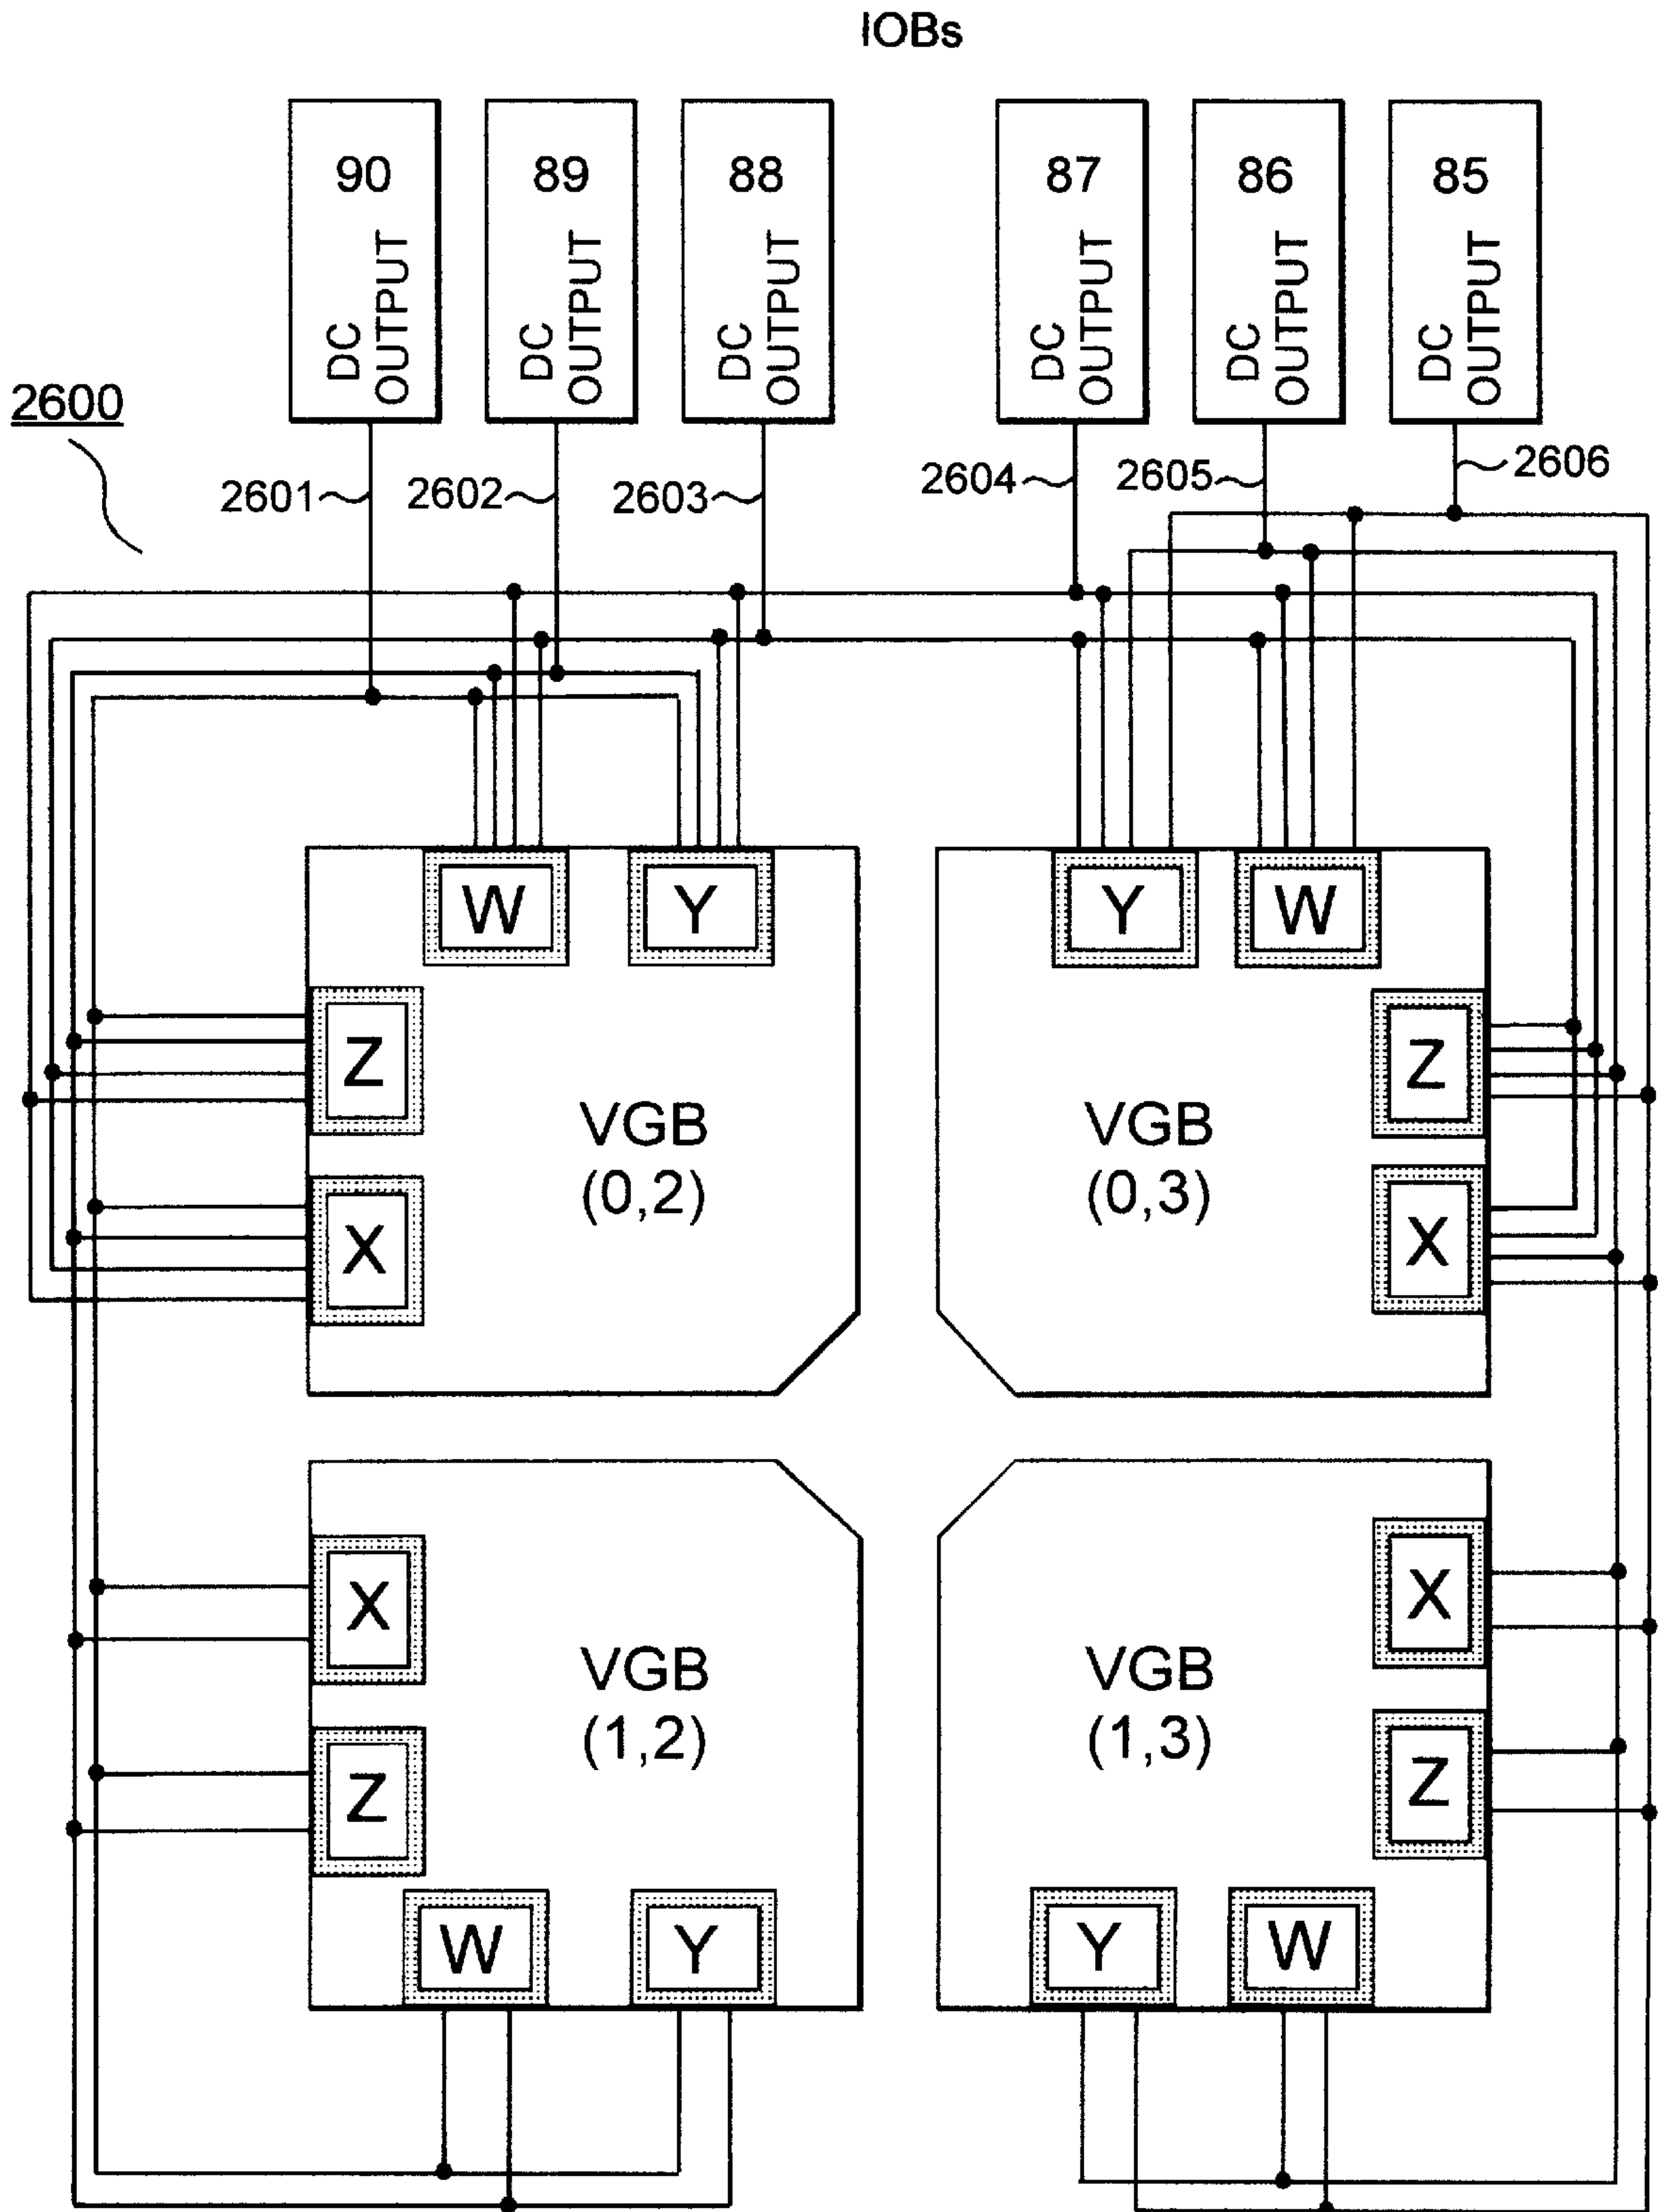 IOBs
90 89 88 87 86 85
DC OUTPUT DC OUTPUT DC OUTPUT DC OUTPUT DC OUTPUT DC OUTPUT
2600
2601 2602 2603 2604 2605 2606
W Y Y W
Z Z
VGB VGB
(0,2) (0,3)
X X
X X
VGB VGB
(1,2) (1,3)
Z Z
W Y Y W